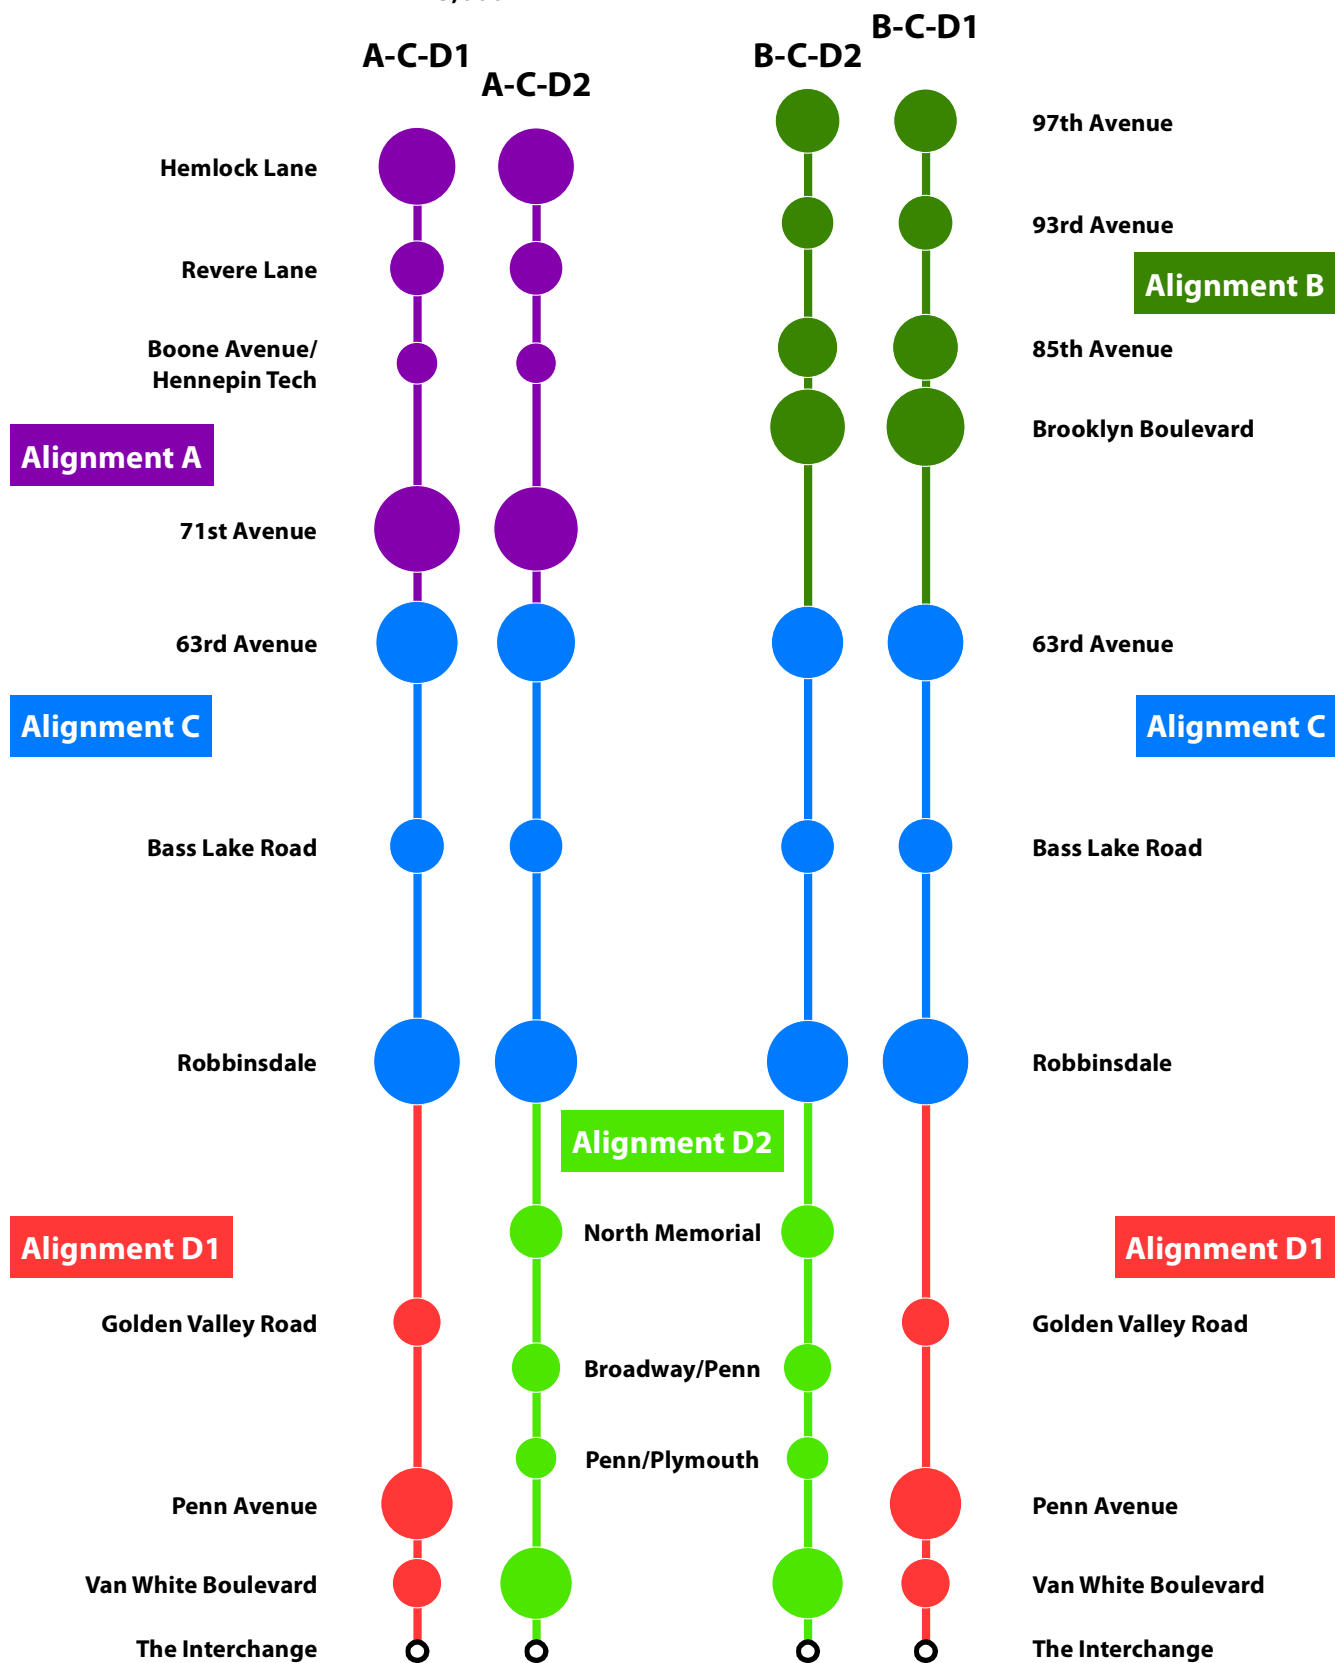 B-C-D1
A-C-D1
B-C-D2
A-C-D2
97th Avenue
Hemlock Lane
93rd Avenue
Revere Lane
Alignment B
Boone Avenue/
Hennepin Tech
85th Avenue
Brooklyn Boulevard
Alignment A
71st Avenue
63rd Avenue
63rd Avenue
Alignment C
Alignment C
Bass Lake Road
Bass Lake Road
Robbinsdale
Robbinsdale
Alignment D2
North Memorial
Alignment D1
Alignment D1
Golden Valley Road
Golden Valley Road
Broadway/Penn
Penn/Plymouth
Penn Avenue
Penn Avenue
Van White Boulevard
Van White Boulevard
The Interchange
The Interchange